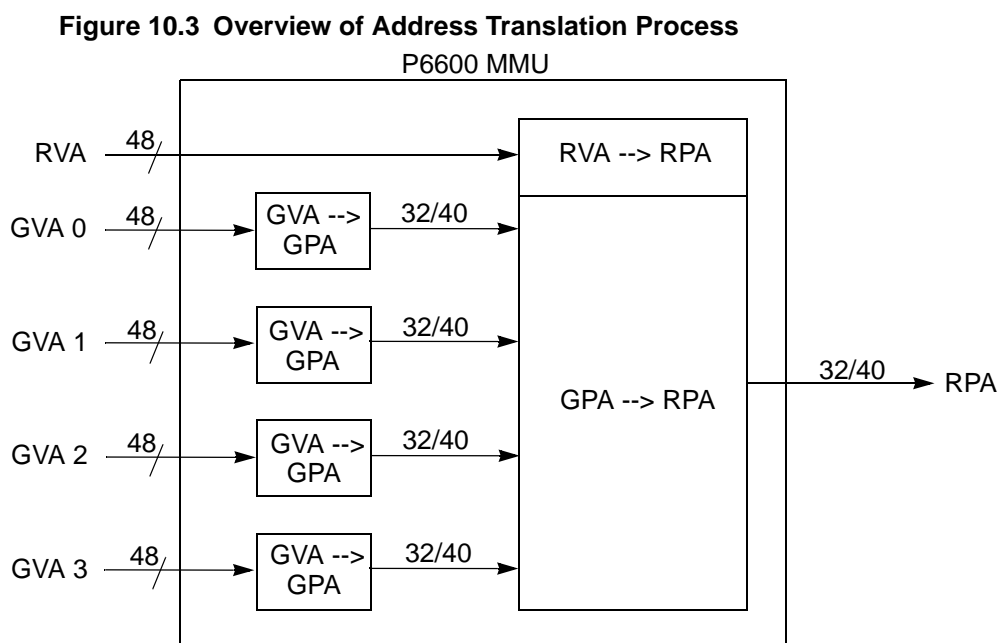 Figure 10.3 Overview of Address Translation Process
P6600 MMU
RVA
48
RVA --> RPA
GVA 0
48
GVA -->
GPA
32/40
GVA 1
48
GVA -->
GPA
32/40
GPA --> RPA
32/40
RPA
GVA 2
48
GVA -->
GPA
32/40
GVA 3
48
GVA -->
GPA
32/40